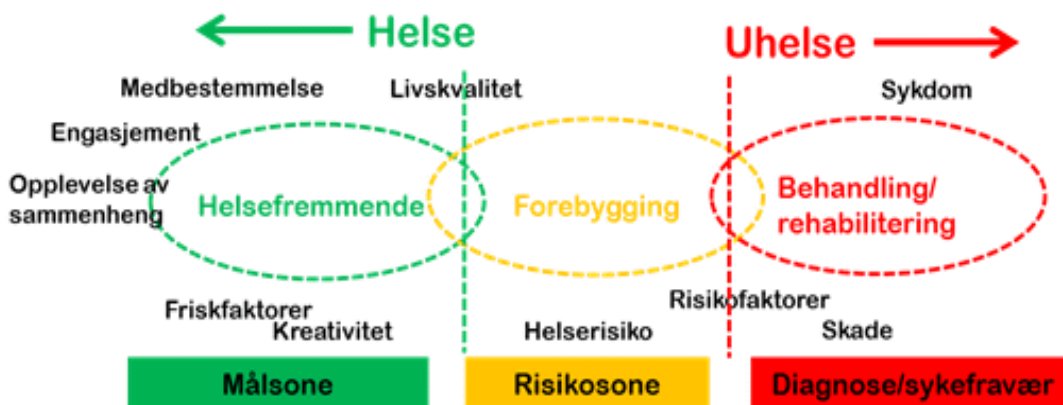 Helse
Uhelse
Medbestemmelse
Livskvalitet
Sykdom
Engasjement
Opplevelse av
sammenheng
Helsefremmende
Forebygging
Behandling/
rehabilitering
Friskfaktorer
Kreativitet
Helserisiko
Risikofaktorer
Skade
Målsone
Risikosone
Diagnose/sykefravær